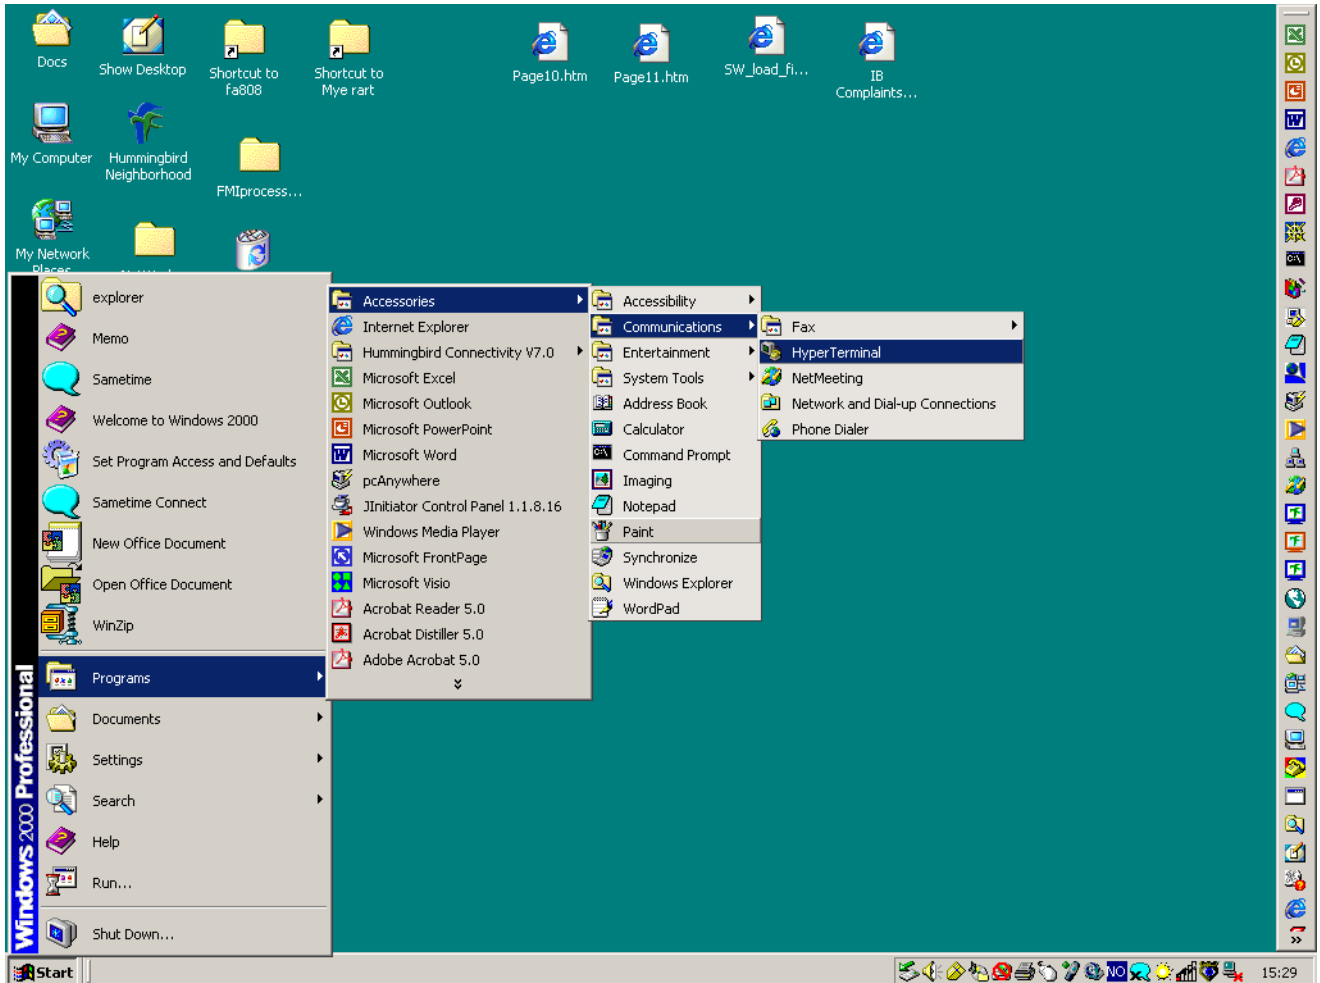 Docs
Show Desktop
Shortcut to fa808
Shortcut to Mye rart
Page10.htm
Page11.htm
SW_load_fi...
IB Complaints...
My Computer
Hummingbird Neighborhood
FMIprocess...
My Network Places
explorer
Memo
Sametime
Welcome to Windows 2000
Set Program Access and Defaults
Sametime Connect
New Office Document
Open Office Document
WinZip
Programs
Documents
Settings
Search
Help
Run...
Shut Down...
Windows 2000 Professional
Accessories
Internet Explorer
Hummingbird Connectivity V7.0
Microsoft Excel
Microsoft Outlook
Microsoft PowerPoint
Microsoft Word
pcAnywhere
JInitiator Control Panel 1.1.8.16
Windows Media Player
Microsoft FrontPage
Microsoft Visio
Acrobat Reader 5.0
Acrobat Distiller 5.0
Adobe Acrobat 5.0
Accessibility
Communications
Entertainment
System Tools
Address Book
Calculator
Command Prompt
Imaging
Notepad
Paint
Synchronize
Windows Explorer
WordPad
Fax
HyperTerminal
NetMeeting
Network and Dial-up Connections
Phone Dialer
Start
NO
15:29